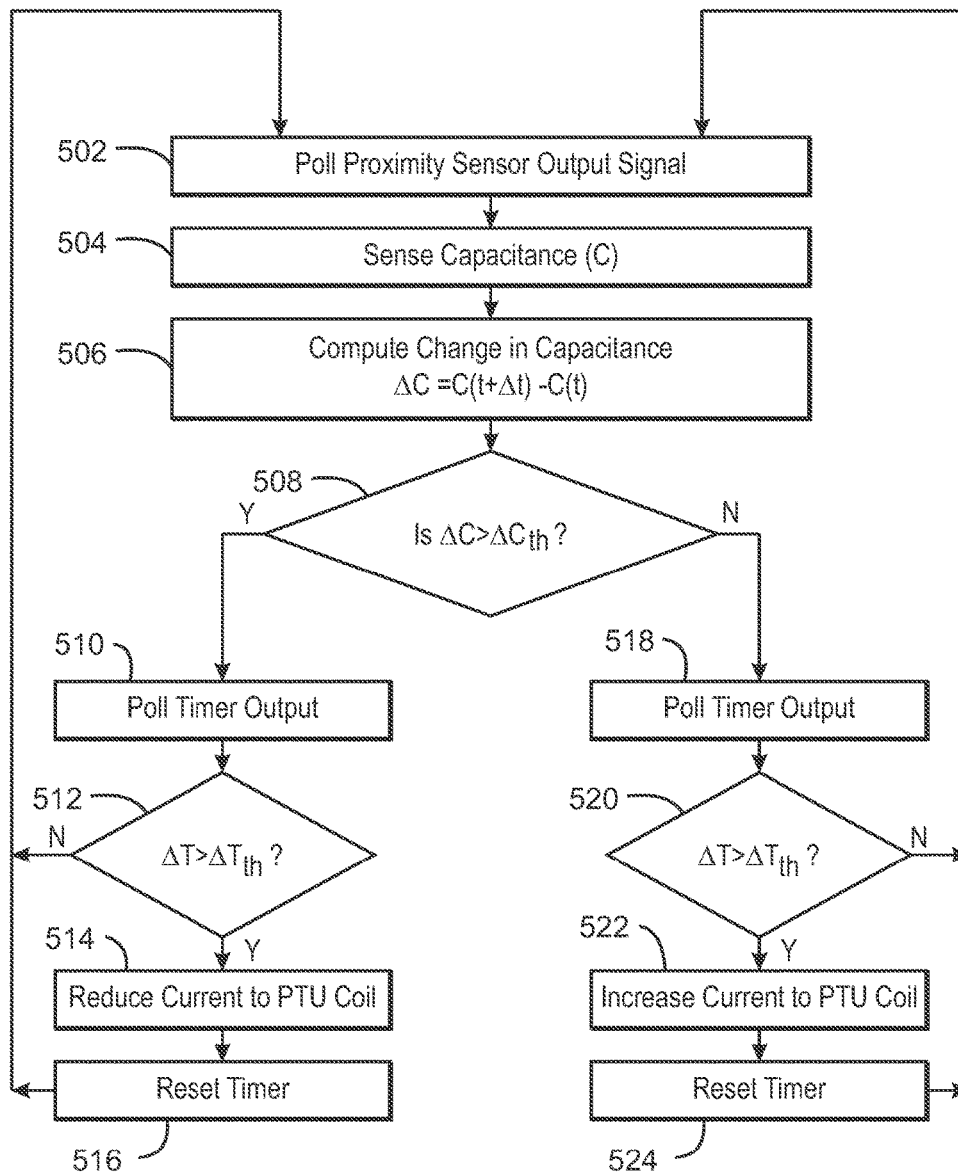 502
Poll Proximity Sensor Output Signal
504
Sense Capacitance (C)
506
Compute Change in Capacitance
ΔC =C(t+Δt) -C(t)
508
Y
N
Is ΔC>ΔCth ?
510
518
Poll Timer Output
Poll Timer Output
512
520
N
ΔT>ΔTth ?
ΔT>ΔTth ?
N
514
Y
522
Y
Reduce Current to PTU Coil
Increase Current to PTU Coil
Reset Timer
Reset Timer
516
524